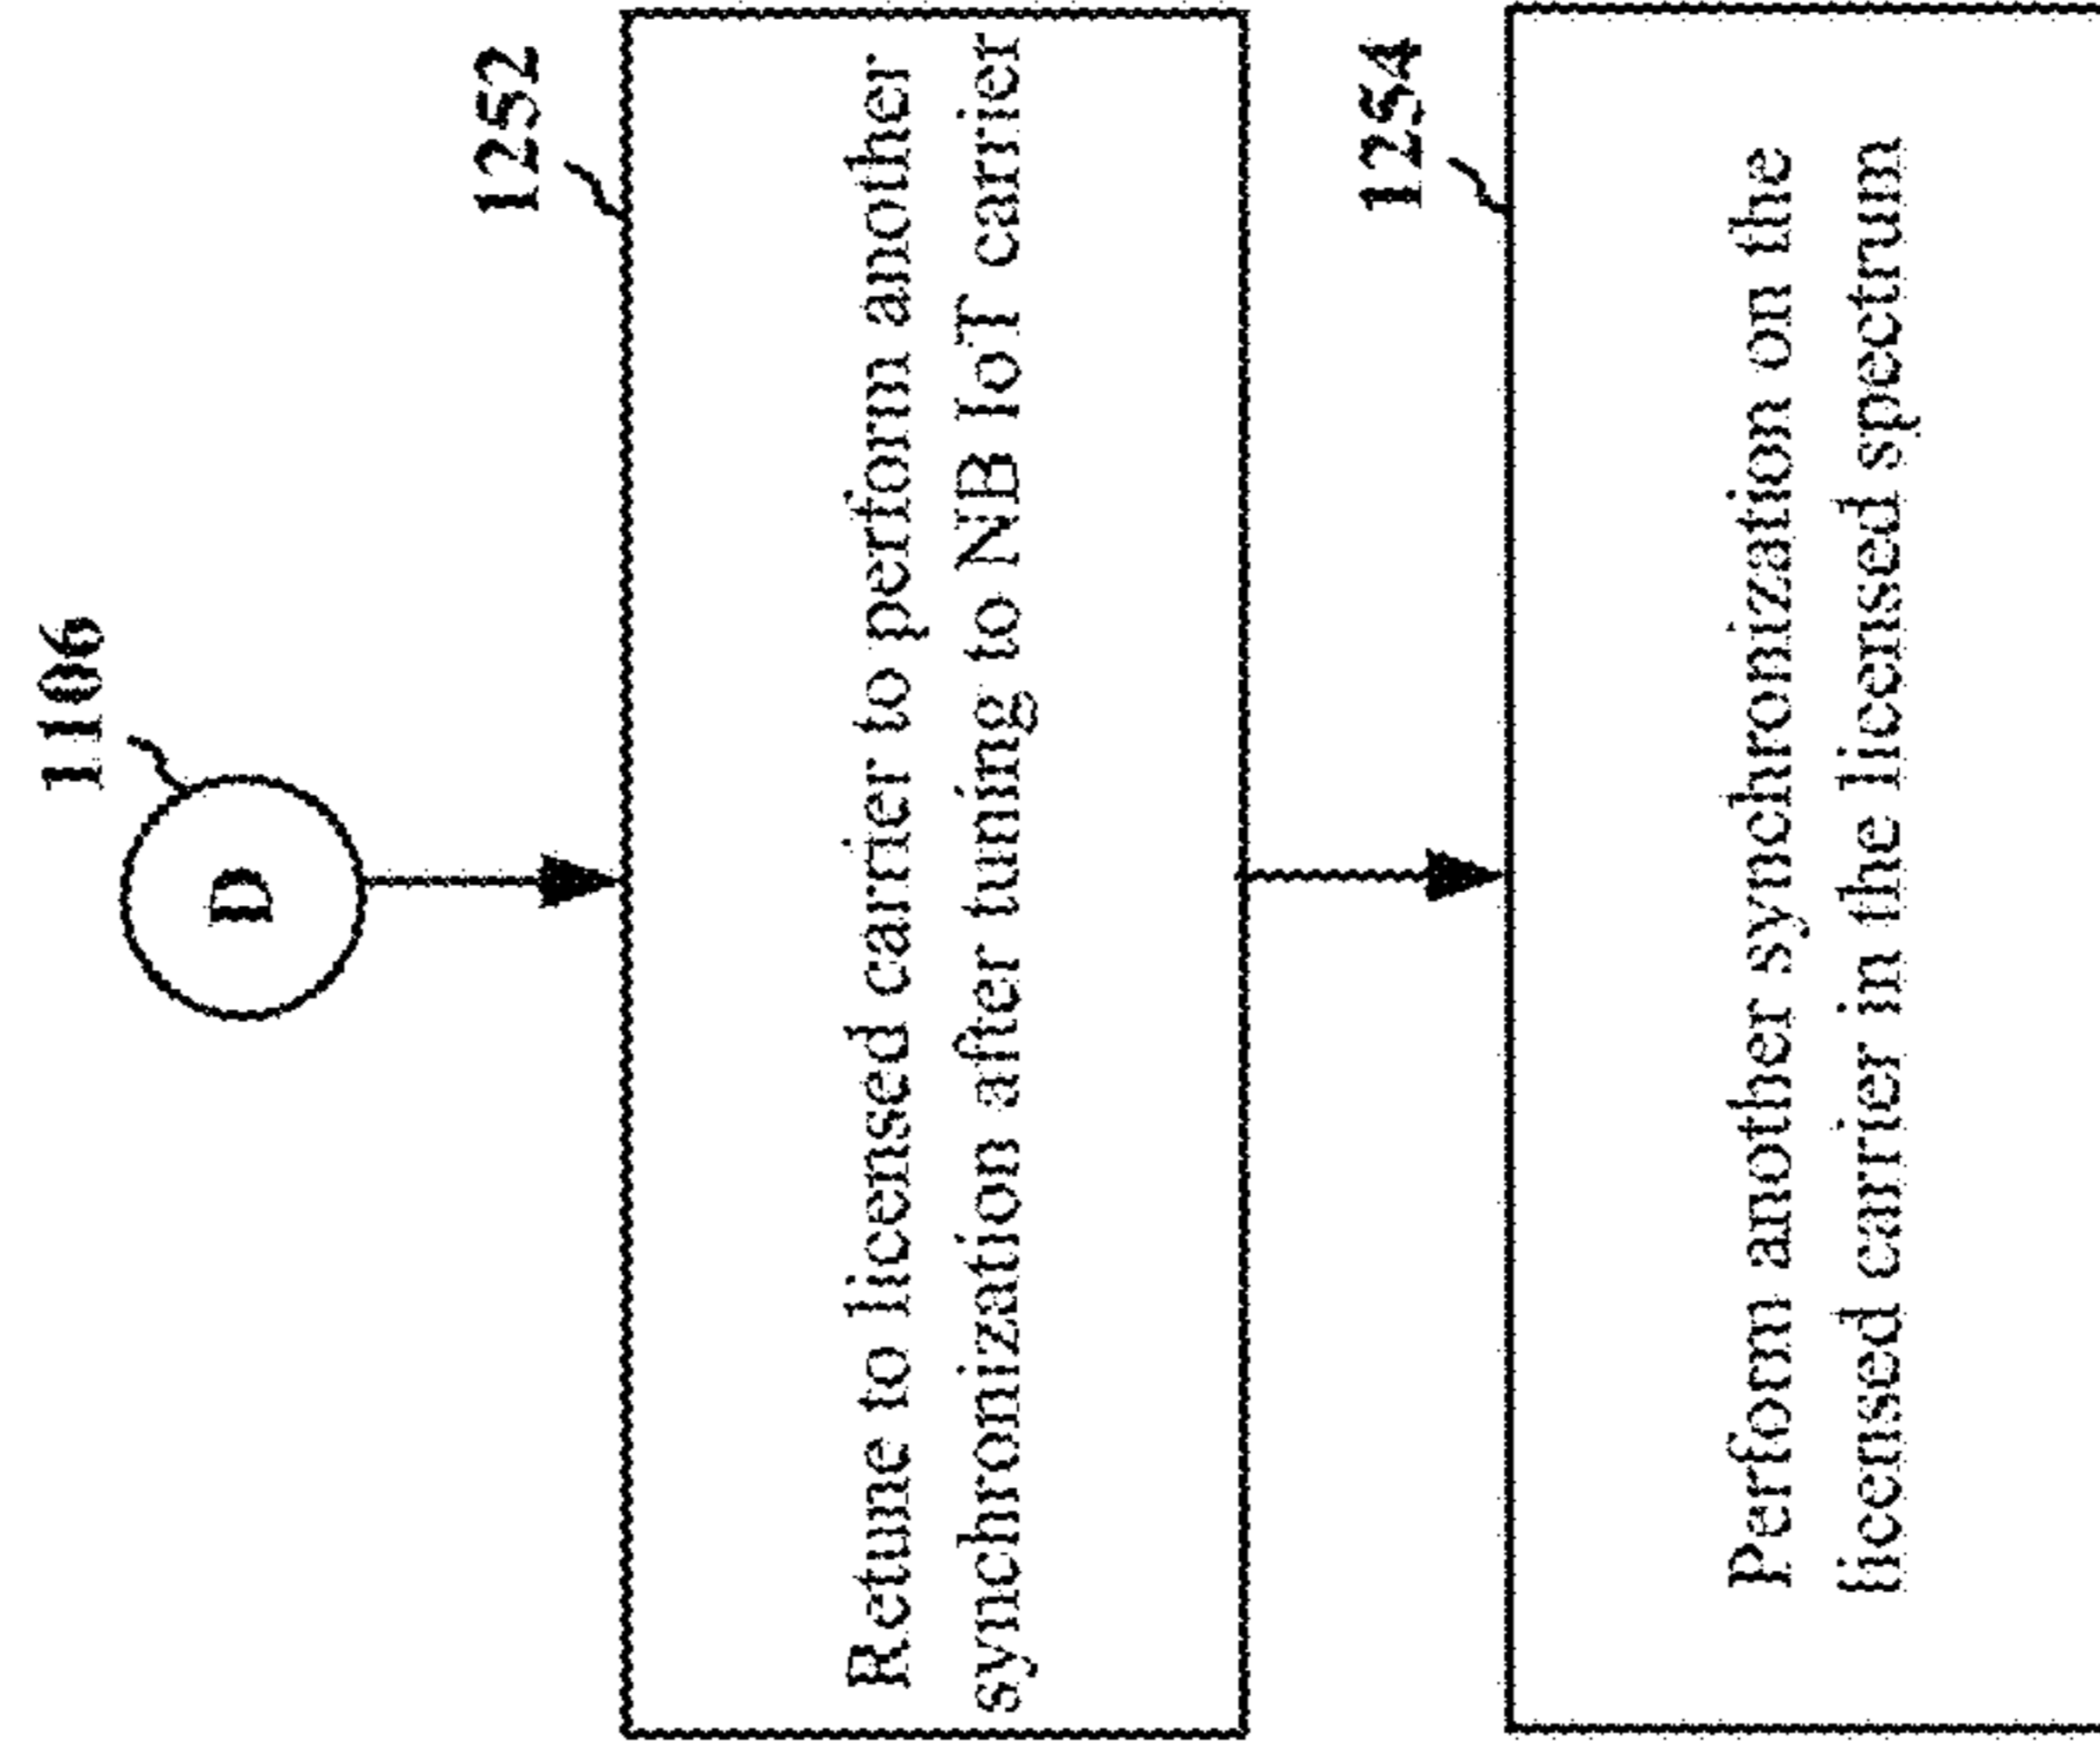 1106
D
1252
Retune to licensed carrier to perform another
synchronization after tuning to NB IoT carrier
1254
Perform another synchronization on the
licensed carrier in the licensed spectrum